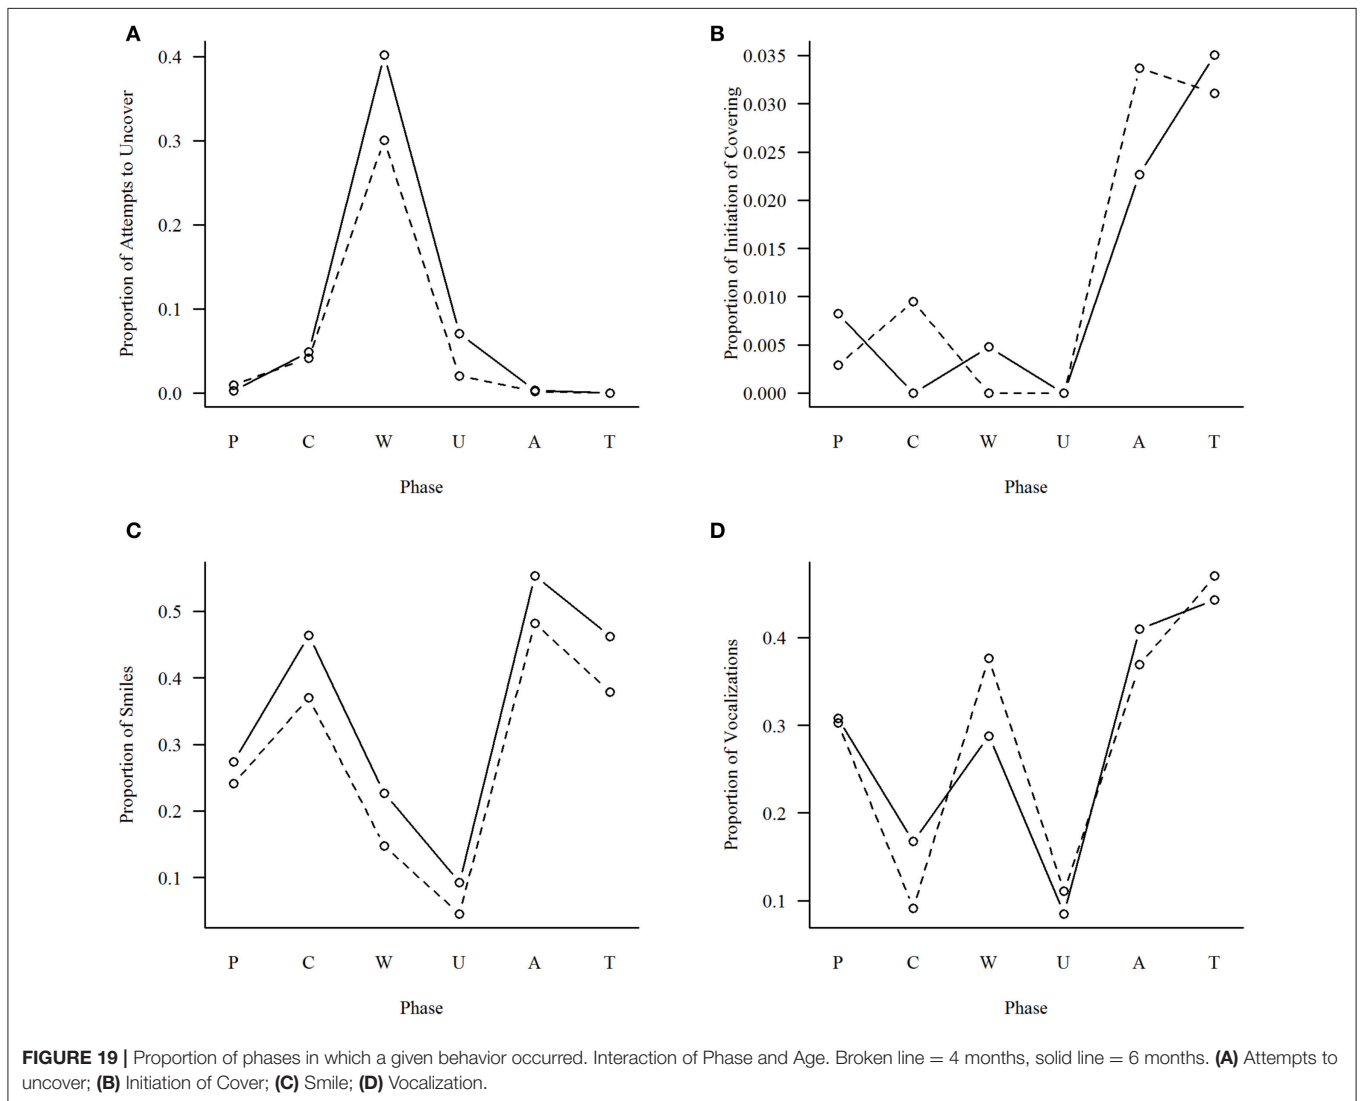 A
Proportion of Attempts to Uncover
0.4
0.3
0.2
0.1
0.0
P C W U A T
Phase
B
Proportion of Initiation of Covering
0.035
0.030
0.025
0.020
0.015
0.010
0.005
0.000
P C W U A T
Phase
C
Proportion of Smiles
0.5
0.4
0.3
0.2
0.1
P C W U A T
Phase
D
Proportion of Vocalizations
0.4
0.3
0.2
0.1
P C W U A T
Phase
FIGURE 19 | Proportion of phases in which a given behavior occurred. Interaction of Phase and Age. Broken line = 4 months, solid line = 6 months. (A) Attempts to
uncover; (B) Initiation of Cover; (C) Smile; (D) Vocalization.